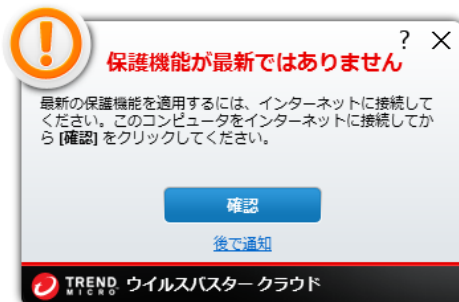 ?
保護機能が最新ではありません
最新の保護機能を適用するには、インターネットに接続して
ください。このコンピュータをインターネットに接続してか
ら [確認] をクリックしてください。
確認
後で通知
TREND MICRO ウイルスバスター クラウド